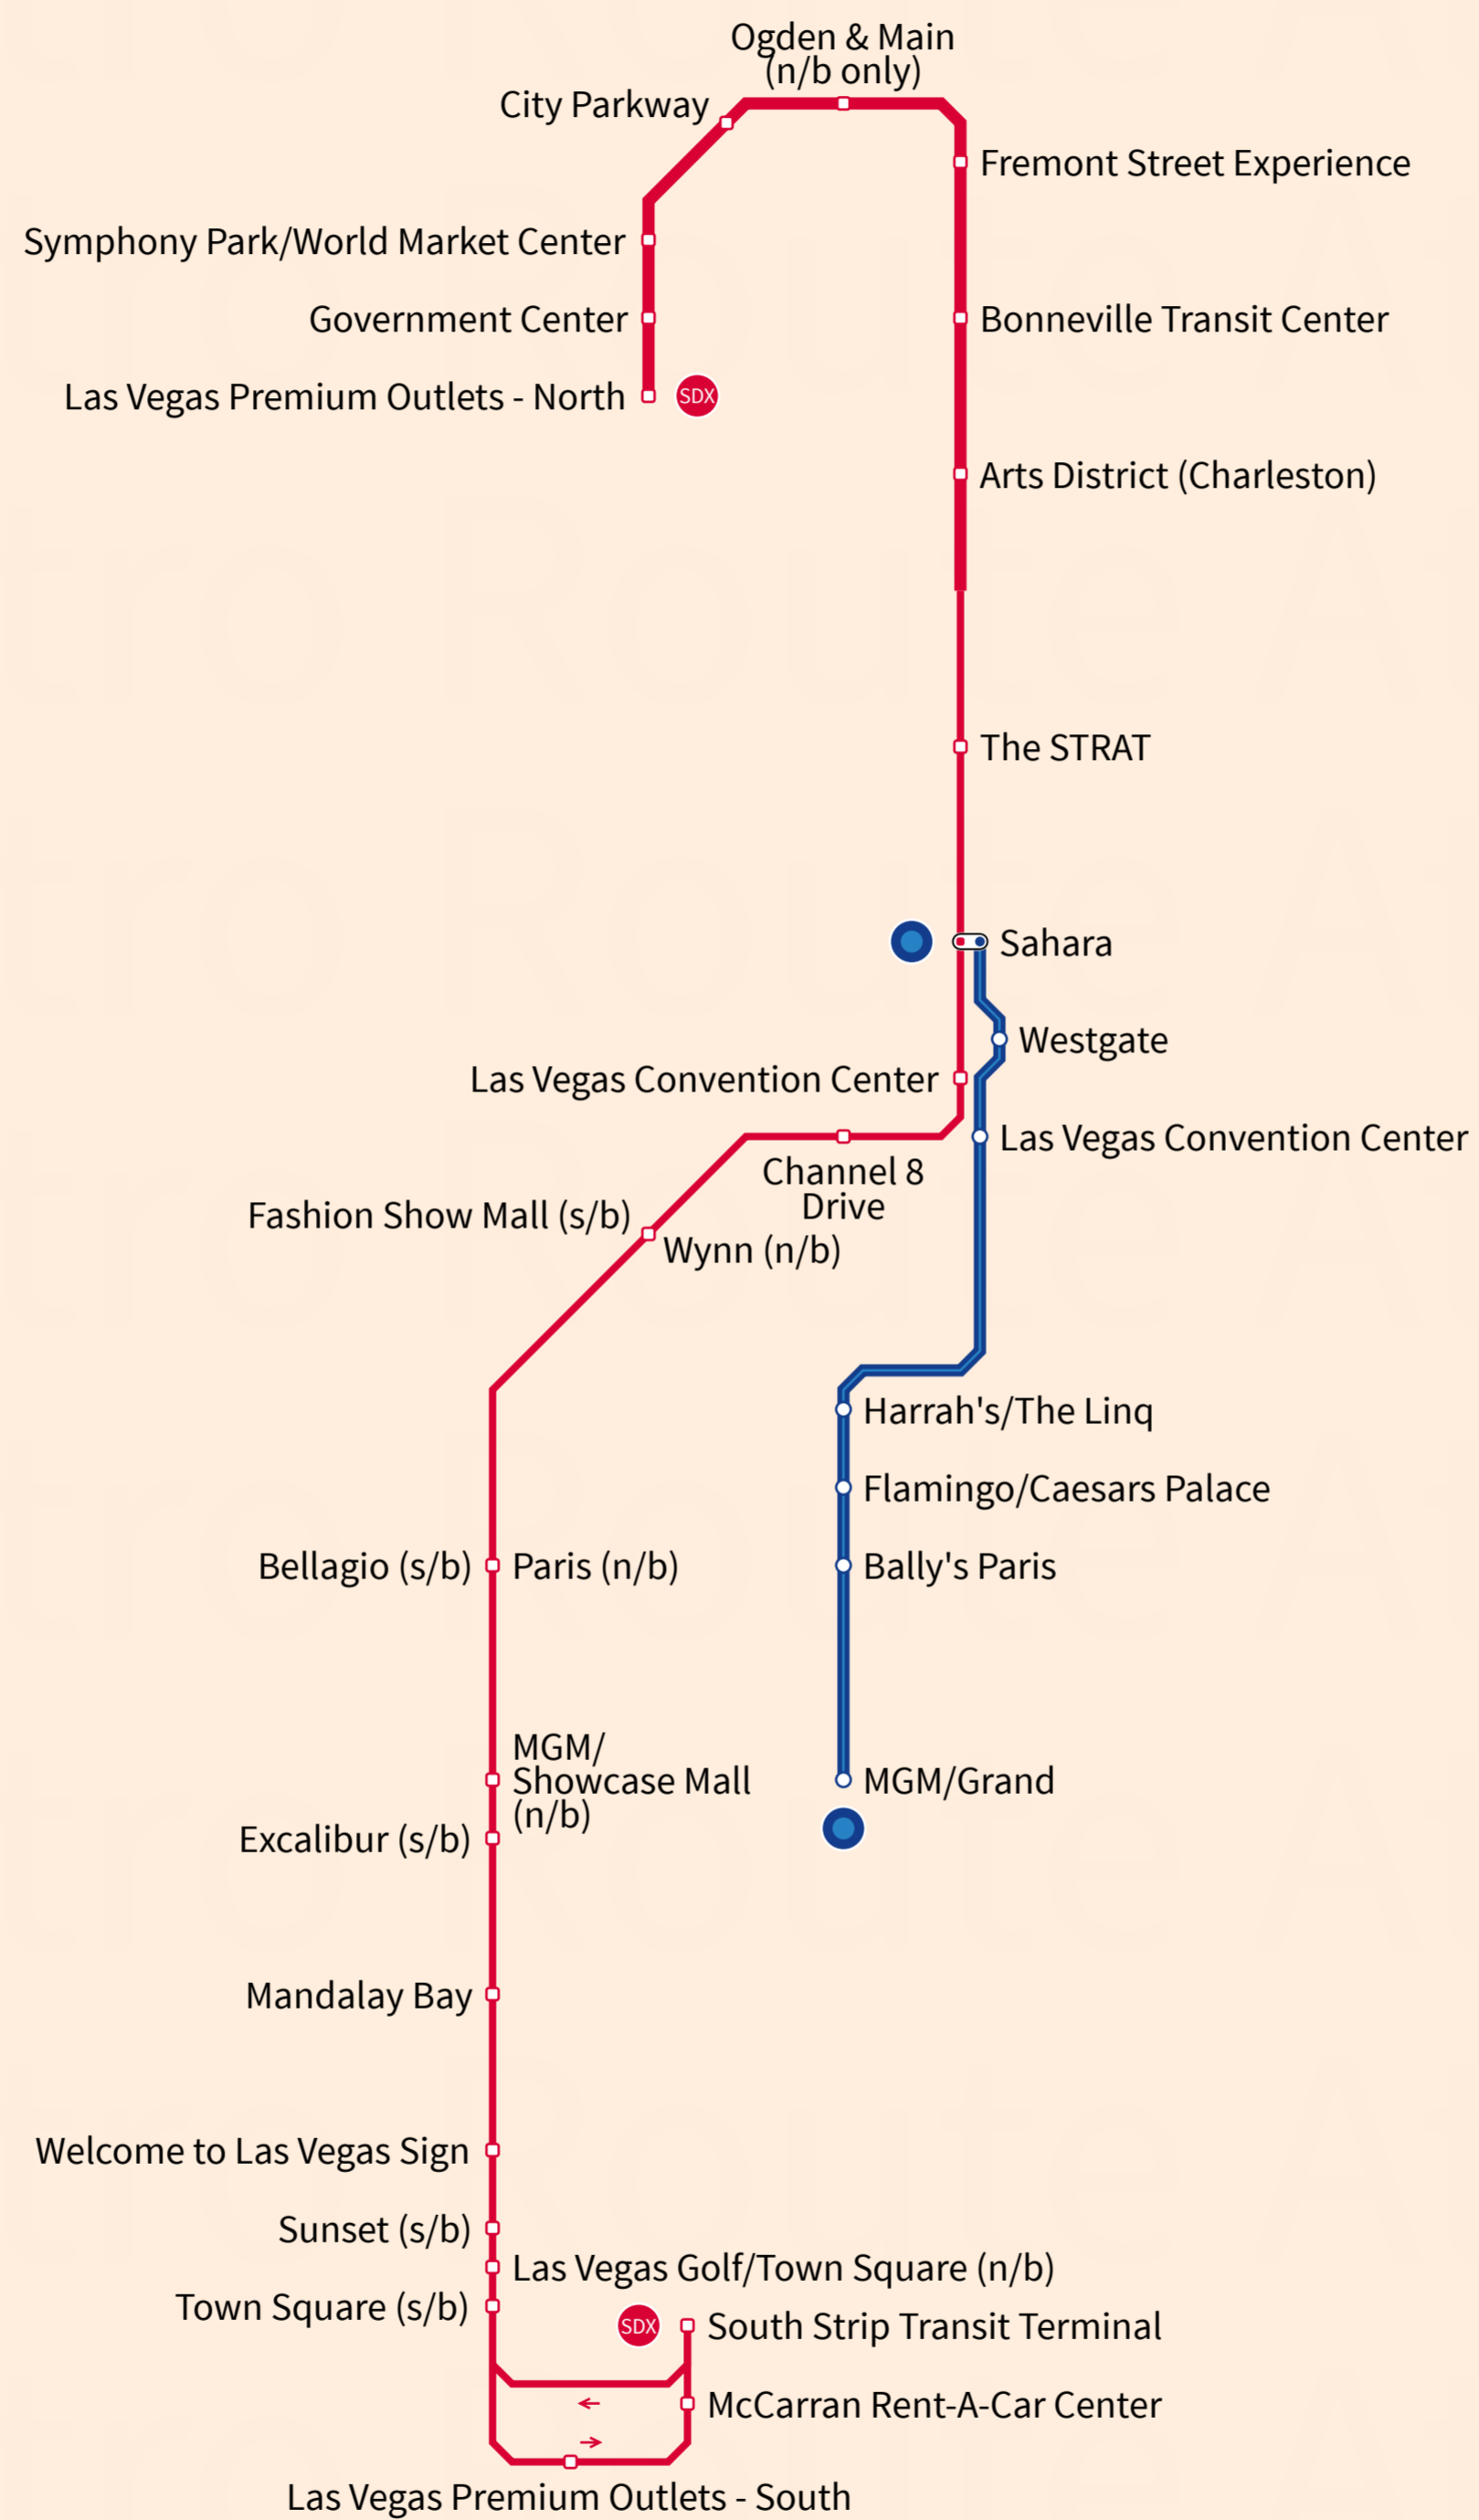 Ogden & Main
(n/b only)
City Parkway
Fremont Street Experience
Symphony Park/World Market Center
Government Center
Bonneville Transit Center
Las Vegas Premium Outlets - North
SDX
Arts District (Charleston)
The STRAT
Sahara
Westgate
Las Vegas Convention Center
Las Vegas Convention Center
Channel 8
Drive
Fashion Show Mall (s/b)
Wynn (n/b)
Harrah's/The Linq
Flamingo/Caesars Palace
Bellagio (s/b)
Paris (n/b)
Bally's Paris
MGM/
Showcase Mall
(n/b)
MGM/Grand
Excalibur (s/b)
Mandalay Bay
Welcome to Las Vegas Sign
Sunset (s/b)
Las Vegas Golf/Town Square (n/b)
Town Square (s/b)
SDX
South Strip Transit Terminal
McCarran Rent-A-Car Center
Las Vegas Premium Outlets - South